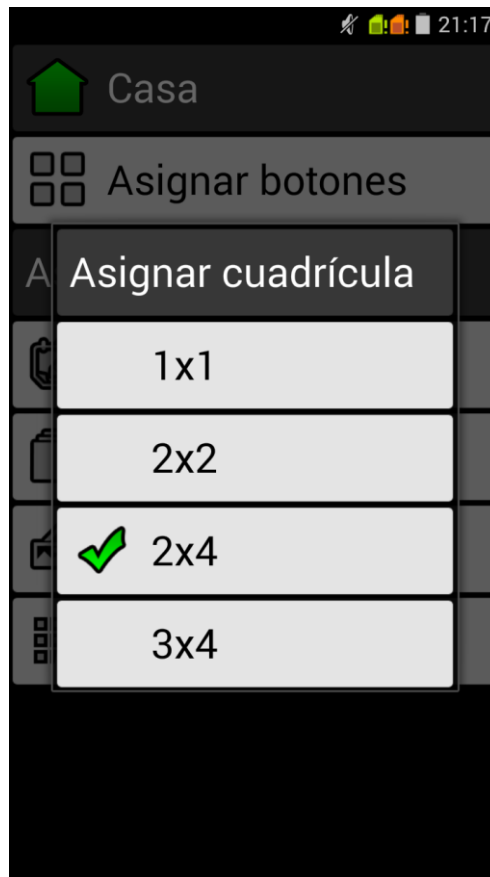 21:17
Casa
Asignar botones
A
Asignar cuadrícula
1x1
2x2
2x4
3x4